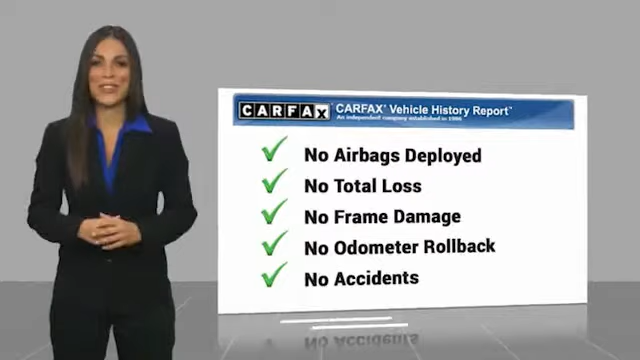 CARFAX CARFAX® Vehicle History Report™
An independent company established in 1986
No Airbags Deployed
No Total Loss
No Frame Damage
No Odometer Rollback
No Accidents